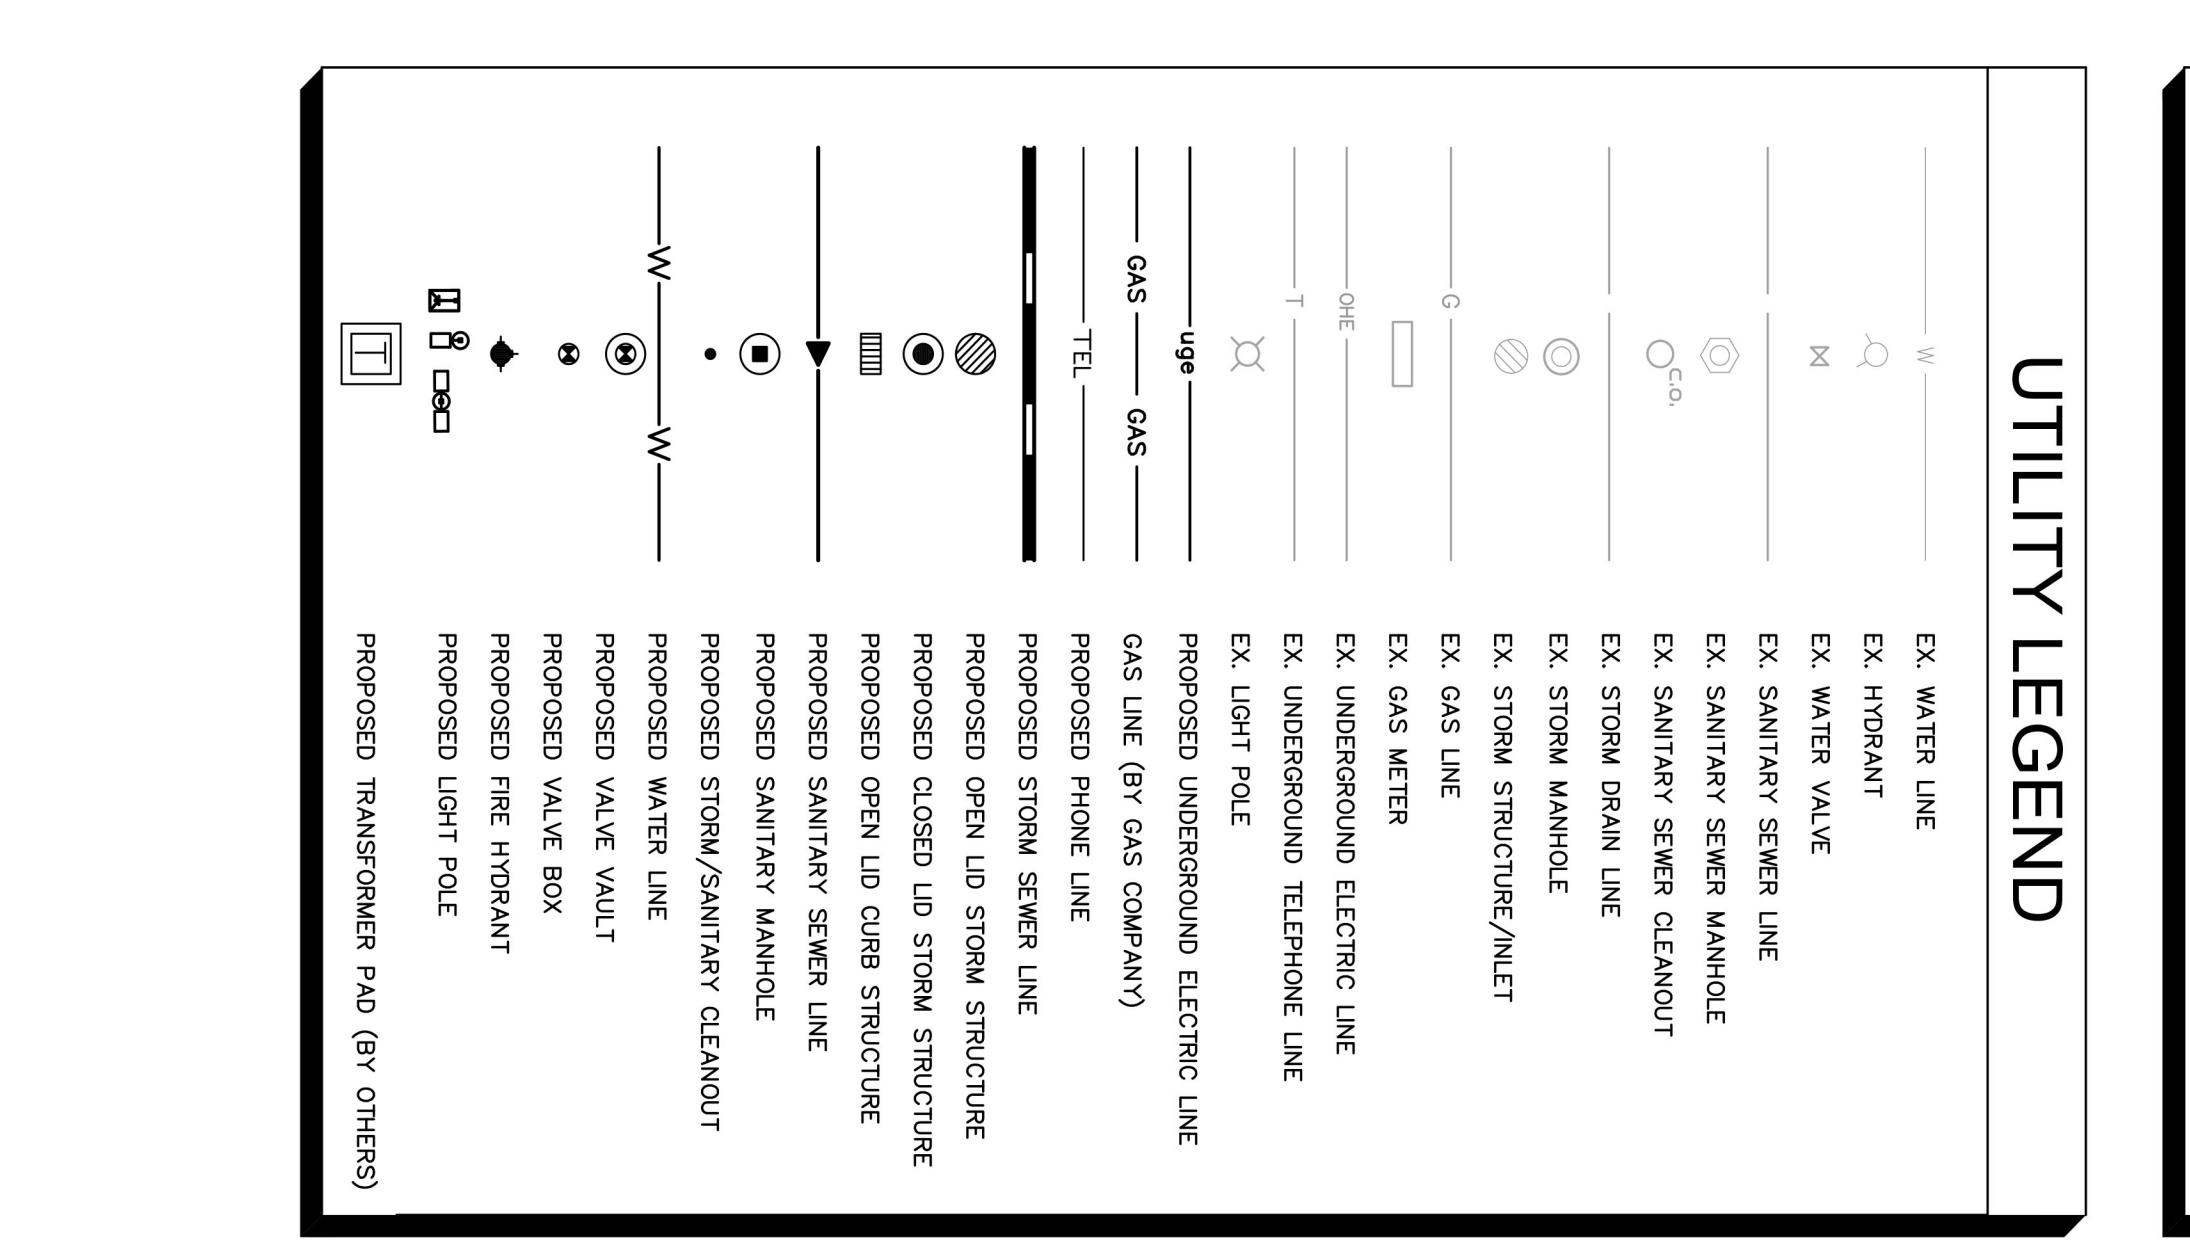 UTILITY LEGEND
W EX. WATER LINE
EX. HYDRANT
EX. WATER VALVE
EX. SANITARY SEWER LINE
EX. SANITARY SEWER MANHOLE
C.O. EX. SANITARY SEWER CLEANOUT
EX. STORM DRAIN LINE
EX. STORM MANHOLE
EX. STORM STRUCTURE/INLET
G EX. GAS LINE
EX. GAS METER
OHE EX. UNDERGROUND ELECTRIC LINE
T EX. UNDERGROUND TELEPHONE LINE
EX. LIGHT POLE
uge PROPOSED UNDERGROUND ELECTRIC LINE
GAS GAS GAS LINE (BY GAS COMPANY)
TEL PROPOSED PHONE LINE
PROPOSED STORM SEWER LINE
PROPOSED OPEN LID STORM STRUCTURE
PROPOSED CLOSED LID STORM STRUCTURE
PROPOSED OPEN LID CURB STRUCTURE
PROPOSED SANITARY SEWER LINE
PROPOSED SANITARY MANHOLE
PROPOSED STORM/SANITARY CLEANOUT
W W PROPOSED WATER LINE
PROPOSED VALVE VAULT
PROPOSED VALVE BOX
PROPOSED FIRE HYDRANT
PROPOSED LIGHT POLE
T PROPOSED TRANSFORMER PAD (BY OTHERS)